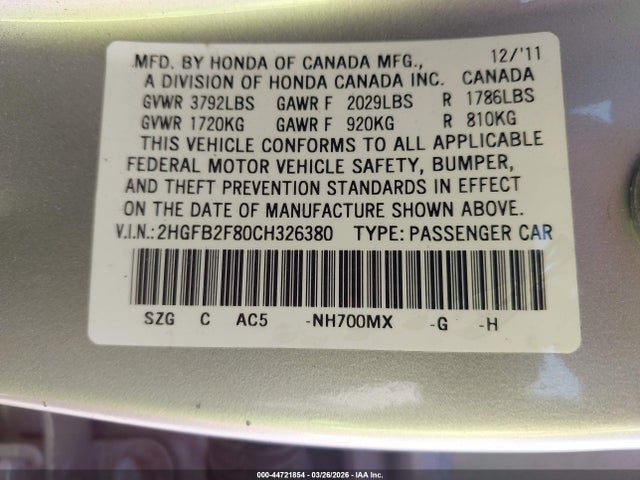 MFD. BY HONDA OF CANADA MFG., 12/'11
A DIVISION OF HONDA CANADA INC. CANADA
GVWR 3792LBS GAWR F 2029LBS R 1786LBS
GVWR 1720KG GAWR F 920KG R 810KG
THIS VEHICLE CONFORMS TO ALL APPLICABLE
FEDERAL MOTOR VEHICLE SAFETY, BUMPER,
AND THEFT PREVENTION STANDARDS IN EFFECT
ON THE DATE OF MANUFACTURE SHOWN ABOVE.
V.I.N.:2HGFB2F80CH326380 TYPE: PASSENGER CAR
SZG C AC5 -NH700MX -G -H
000-44721854 | 03/26/2026 | IAA Inc.